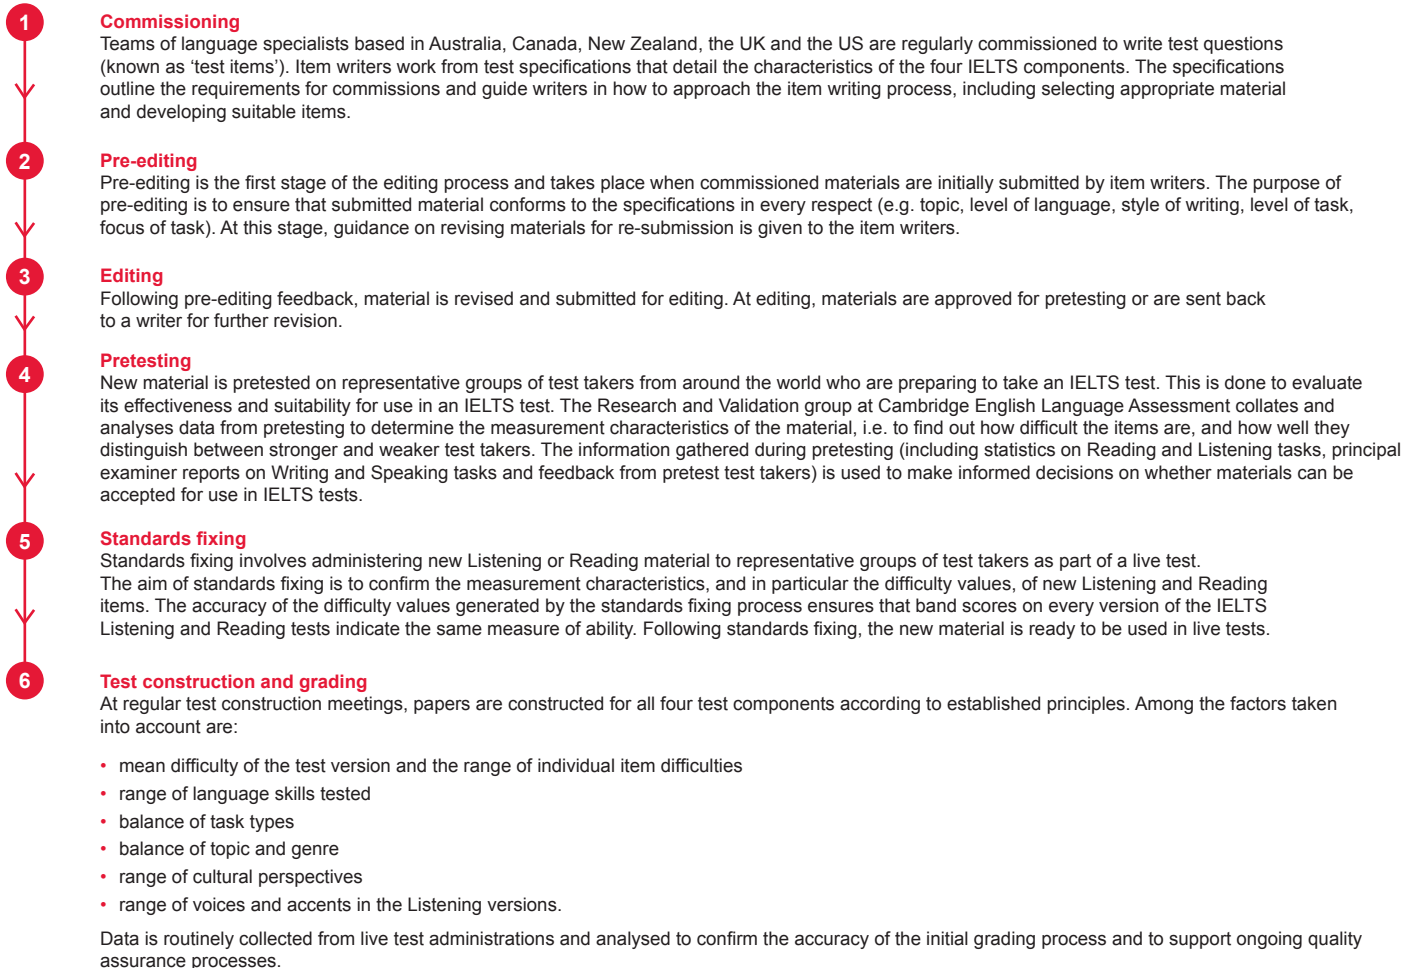 1
Commissioning
Teams of language specialists based in Australia, Canada, New Zealand, the UK and the US are regularly commissioned to write test questions
(known as ‘test items’). Item writers work from test specifications that detail the characteristics of the four IELTS components. The specifications
outline the requirements for commissions and guide writers in how to approach the item writing process, including selecting appropriate material
and developing suitable items.
2
Pre-editing
Pre-editing is the first stage of the editing process and takes place when commissioned materials are initially submitted by item writers. The purpose of
pre-editing is to ensure that submitted material conforms to the specifications in every respect (e.g. topic, level of language, style of writing, level of task,
focus of task). At this stage, guidance on revising materials for re-submission is given to the item writers.
3
Editing
Following pre-editing feedback, material is revised and submitted for editing. At editing, materials are approved for pretesting or are sent back
to a writer for further revision.
4
Pretesting
New material is pretested on representative groups of test takers from around the world who are preparing to take an IELTS test. This is done to evaluate
its effectiveness and suitability for use in an IELTS test. The Research and Validation group at Cambridge English Language Assessment collates and
analyses data from pretesting to determine the measurement characteristics of the material, i.e. to find out how difficult the items are, and how well they
distinguish between stronger and weaker test takers. The information gathered during pretesting (including statistics on Reading and Listening tasks, principal
examiner reports on Writing and Speaking tasks and feedback from pretest test takers) is used to make informed decisions on whether materials can be
accepted for use in IELTS tests.
5
Standards fixing
Standards fixing involves administering new Listening or Reading material to representative groups of test takers as part of a live test.
The aim of standards fixing is to confirm the measurement characteristics, and in particular the difficulty values, of new Listening and Reading
items. The accuracy of the difficulty values generated by the standards fixing process ensures that band scores on every version of the IELTS
Listening and Reading tests indicate the same measure of ability. Following standards fixing, the new material is ready to be used in live tests.
6
Test construction and grading
At regular test construction meetings, papers are constructed for all four test components according to established principles. Among the factors taken
into account are:
• mean difficulty of the test version and the range of individual item difficulties
• range of language skills tested
• balance of task types
• balance of topic and genre
• range of cultural perspectives
• range of voices and accents in the Listening versions.
Data is routinely collected from live test administrations and analysed to confirm the accuracy of the initial grading process and to support ongoing quality
assurance processes.